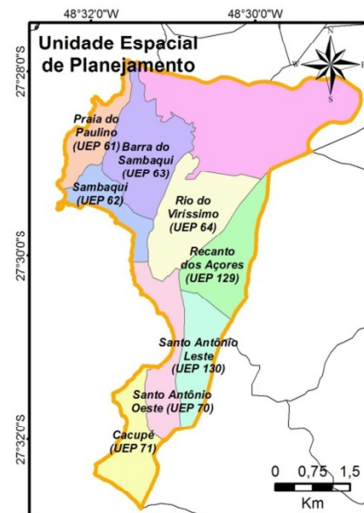 48°32'0"W
48°30'0"W
Unidade Espacial
de Planejamento
N
W
E
S
27°28'0"S
Praia do
Paulino
(UEP 61)
Barra do
Sambaqui
(UEP 63)
Sambaqui
(UEP 62)
Rio do
Viríssimo
(UEP 64)
27°30'0"S
Recanto
dos Açores
(UEP 129)
Santo Antônio
Leste
(UEP 130)
Santo Antônio
Oeste (UEP 70)
Cacupé
(UEP 71)
27°32'0"S
0 0,75 1,5
Km